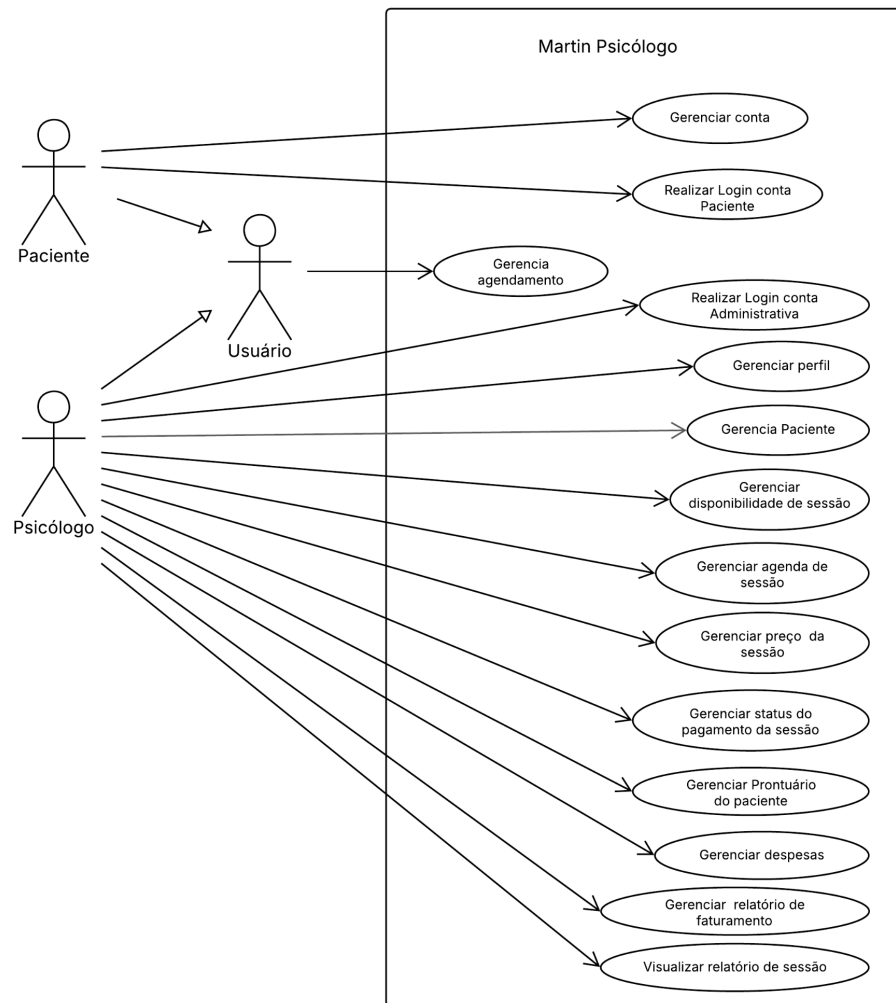 Martin Psicólogo
Gerenciar conta
Realizar Login conta
Paciente
Paciente
Gerencia
agendamento
Usuário
Realizar Login conta
Administrativa
Gerenciar perfil
Gerencia Paciente
Psicólogo
Gerenciar
disponibilidade de sessão
Gerenciar agenda de
sessão
Gerenciar preço da
sessão
Gerenciar status do
pagamento da sessão
Gerenciar Prontuário
do paciente
Gerenciar despesas
Gerenciar relatório de
faturamento
Visualizar relatório de sessão